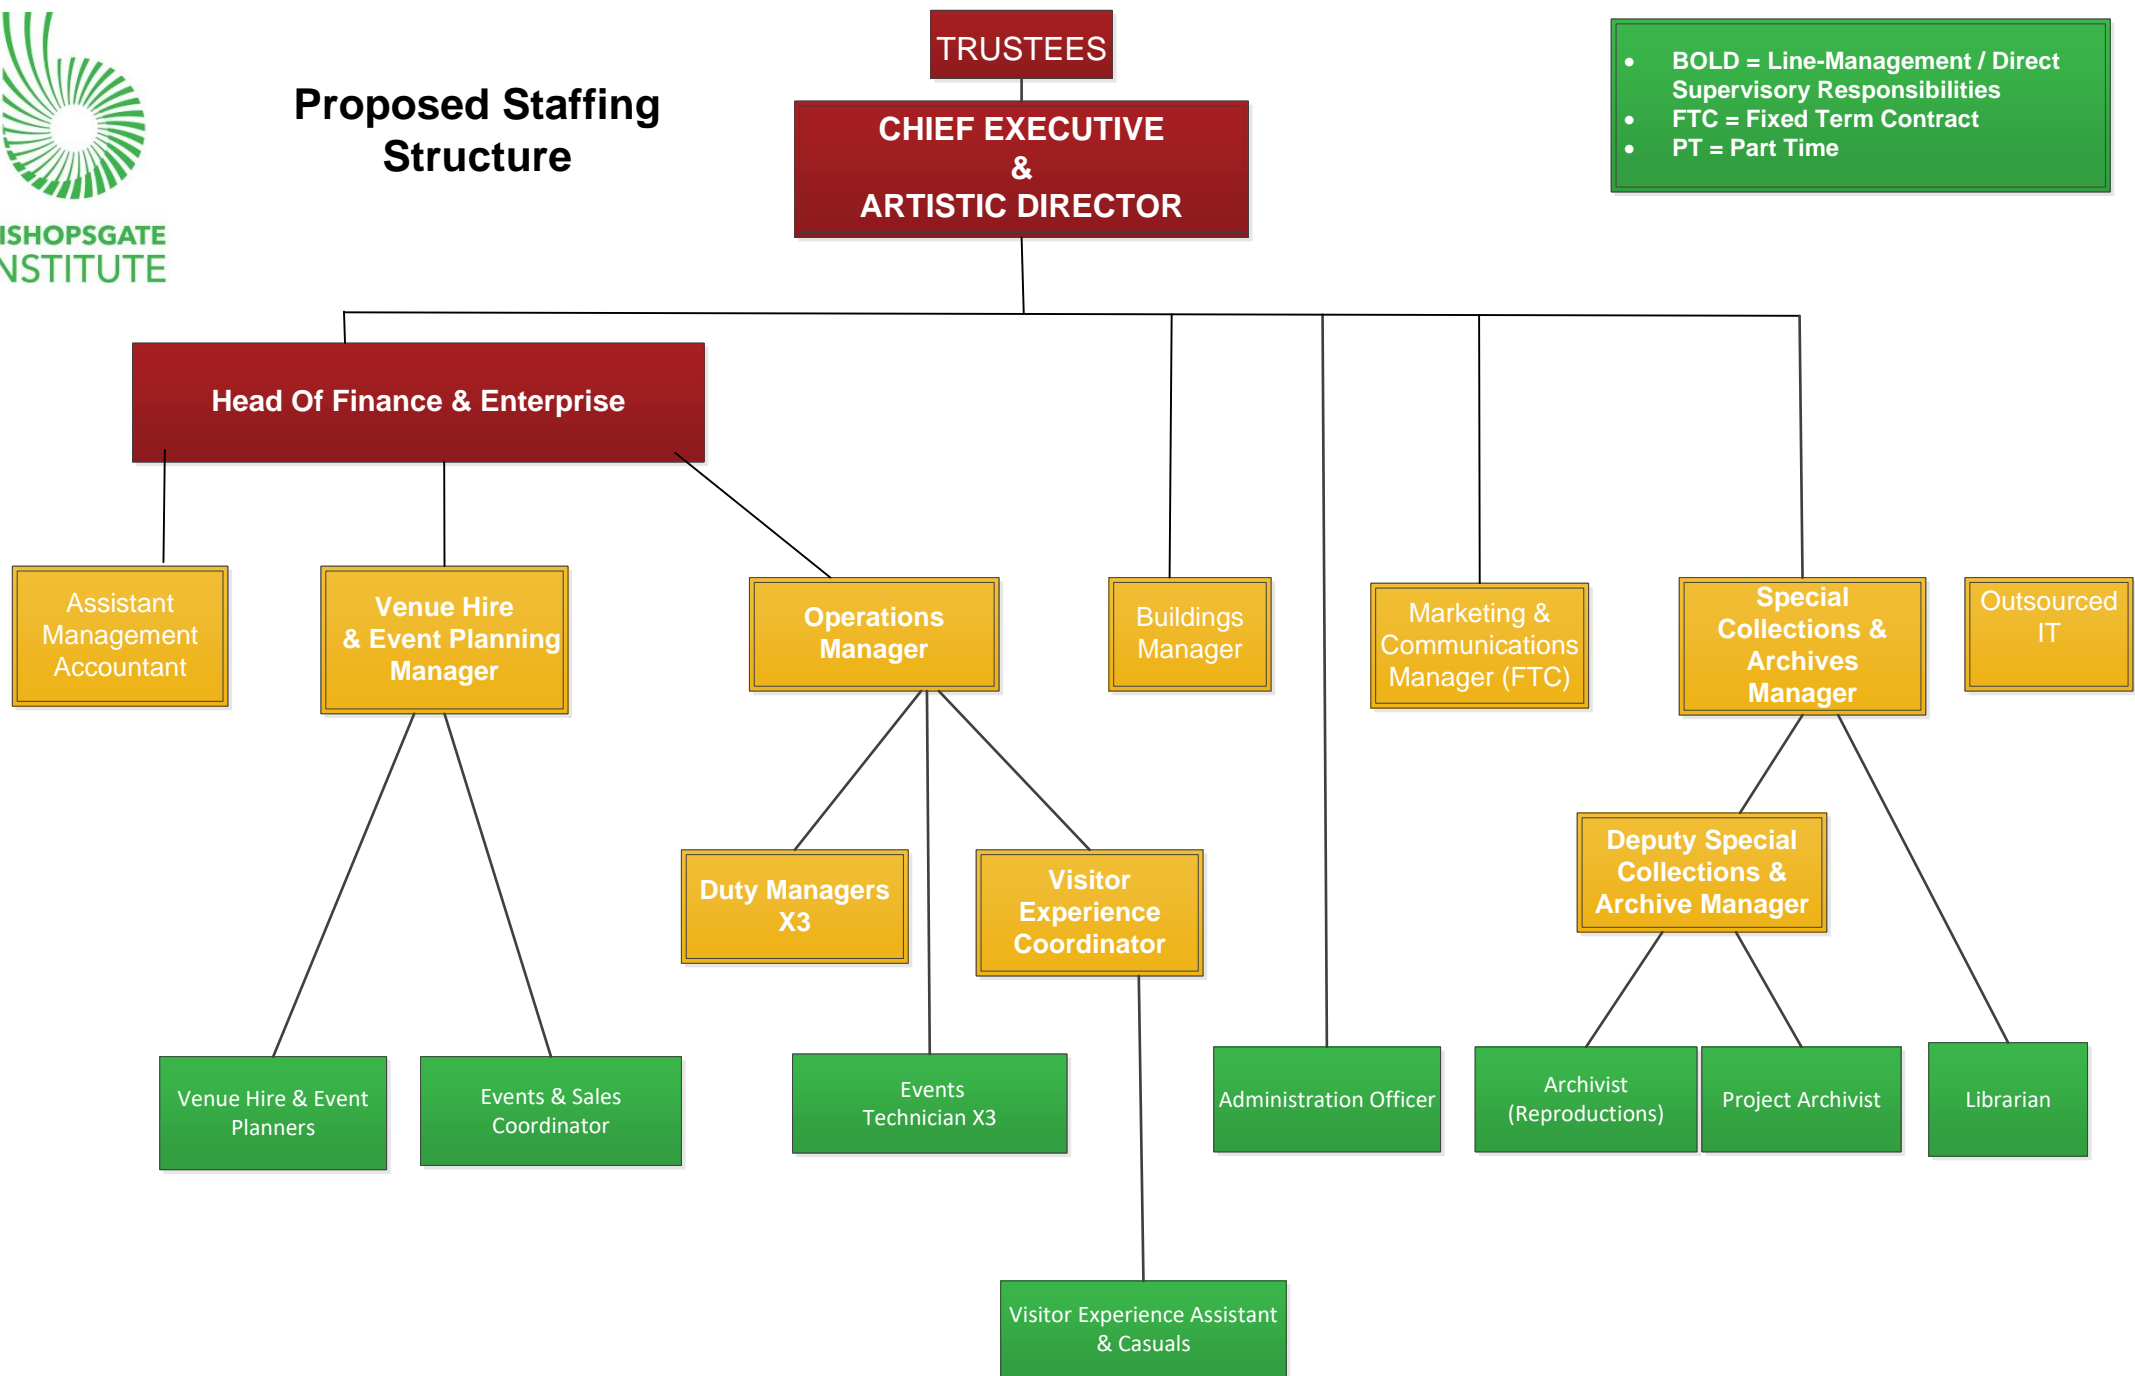 ISHOPSGATE
NSTITUTE
Proposed Staffing
Structure
TRUSTEES
CHIEF EXECUTIVE
&
ARTISTIC DIRECTOR
• BOLD = Line-Management / Direct
Supervisory Responsibilities
• FTC = Fixed Term Contract
• PT = Part Time
Head Of Finance & Enterprise
Assistant
Management
Accountant
Venue Hire
& Event Planning
Manager
Operations
Manager
Buildings
Manager
Marketing &
Communications
Manager (FTC)
Special
Collections &
Archives
Manager
Outsourced
IT
Duty Managers
X3
Visitor
Experience
Coordinator
Deputy Special
Collections &
Archive Manager
Venue Hire & Event
Planners
Events & Sales
Coordinator
Events
Technician X3
Administration Officer
Archivist
(Reproductions)
Project Archivist
Librarian
Visitor Experience Assistant
& Casuals